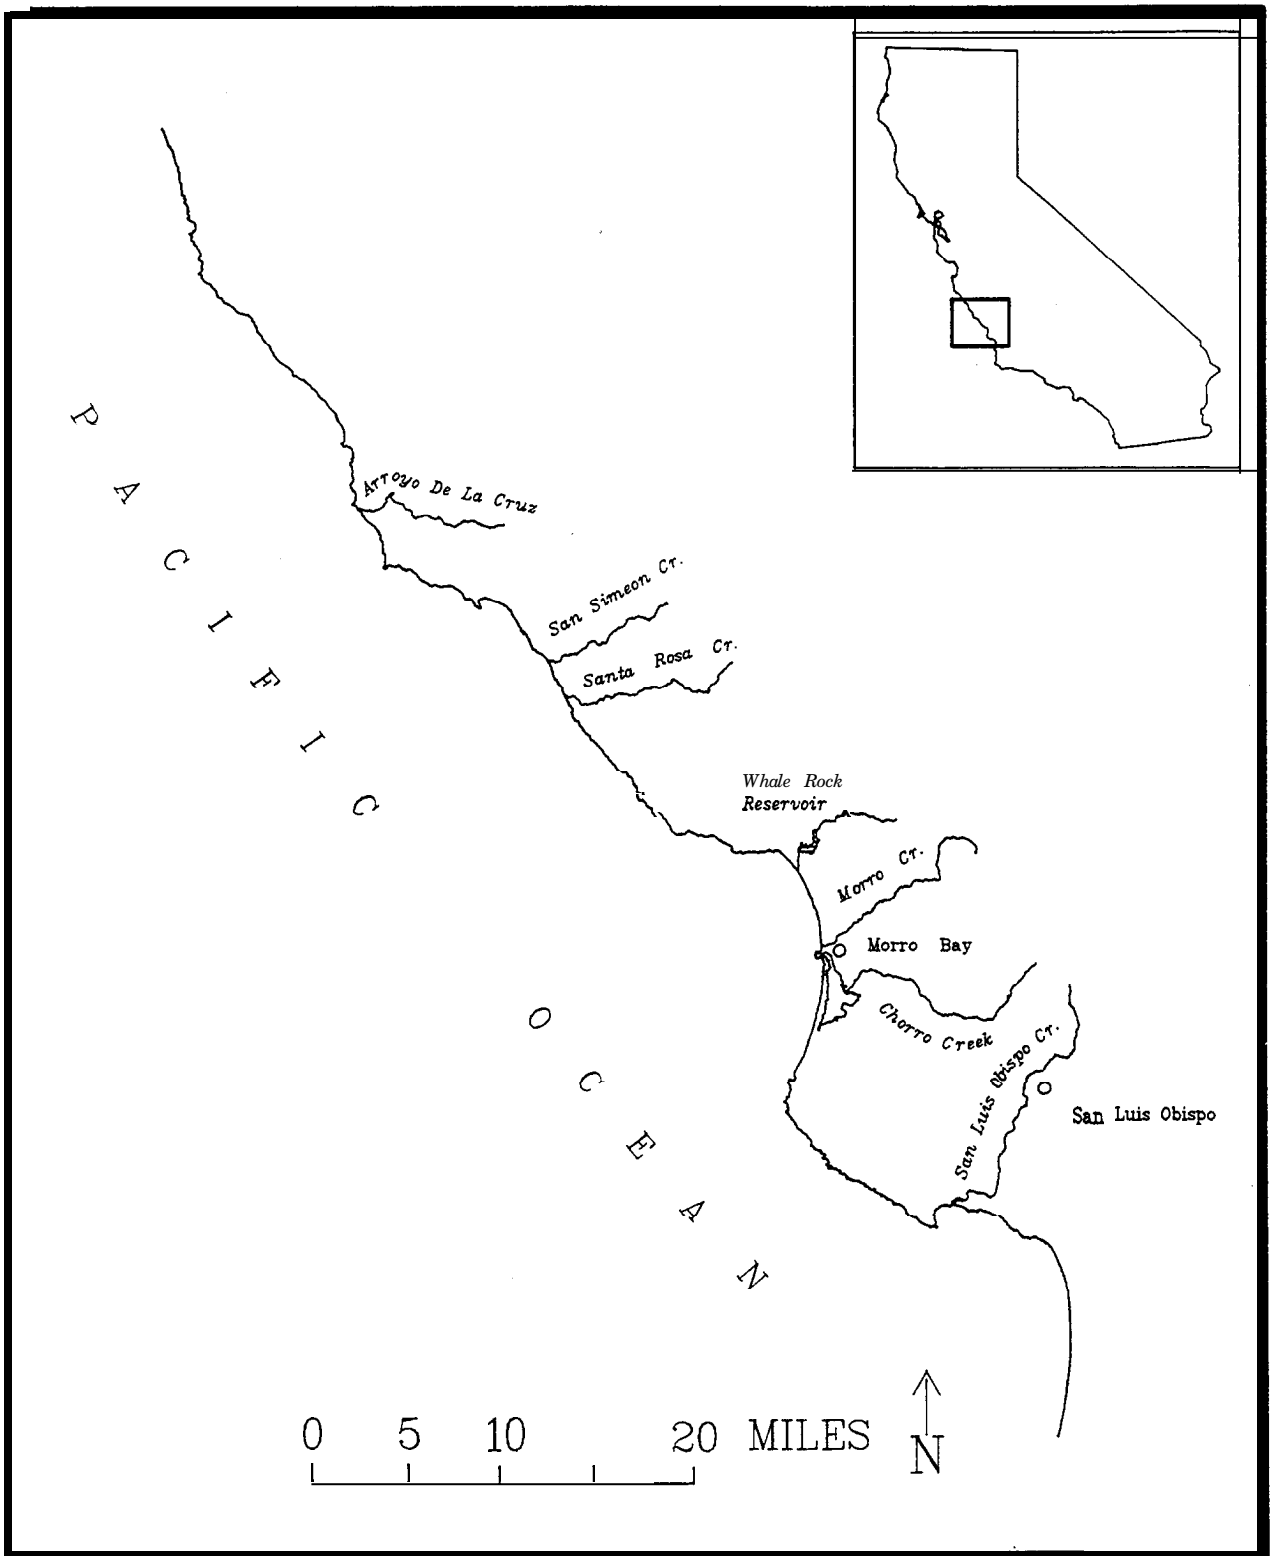 Arroyo De La Cruz
San Simeon Cr.
Santa Rosa Cr.
Whale Rock
Reservoir
Morro Cr.
Morro Bay
Chorro Creek
San Luis Obispo Cr.
San Luis Obispo
PACIFIC
OCEAN
0 5 10 20 MILES
N